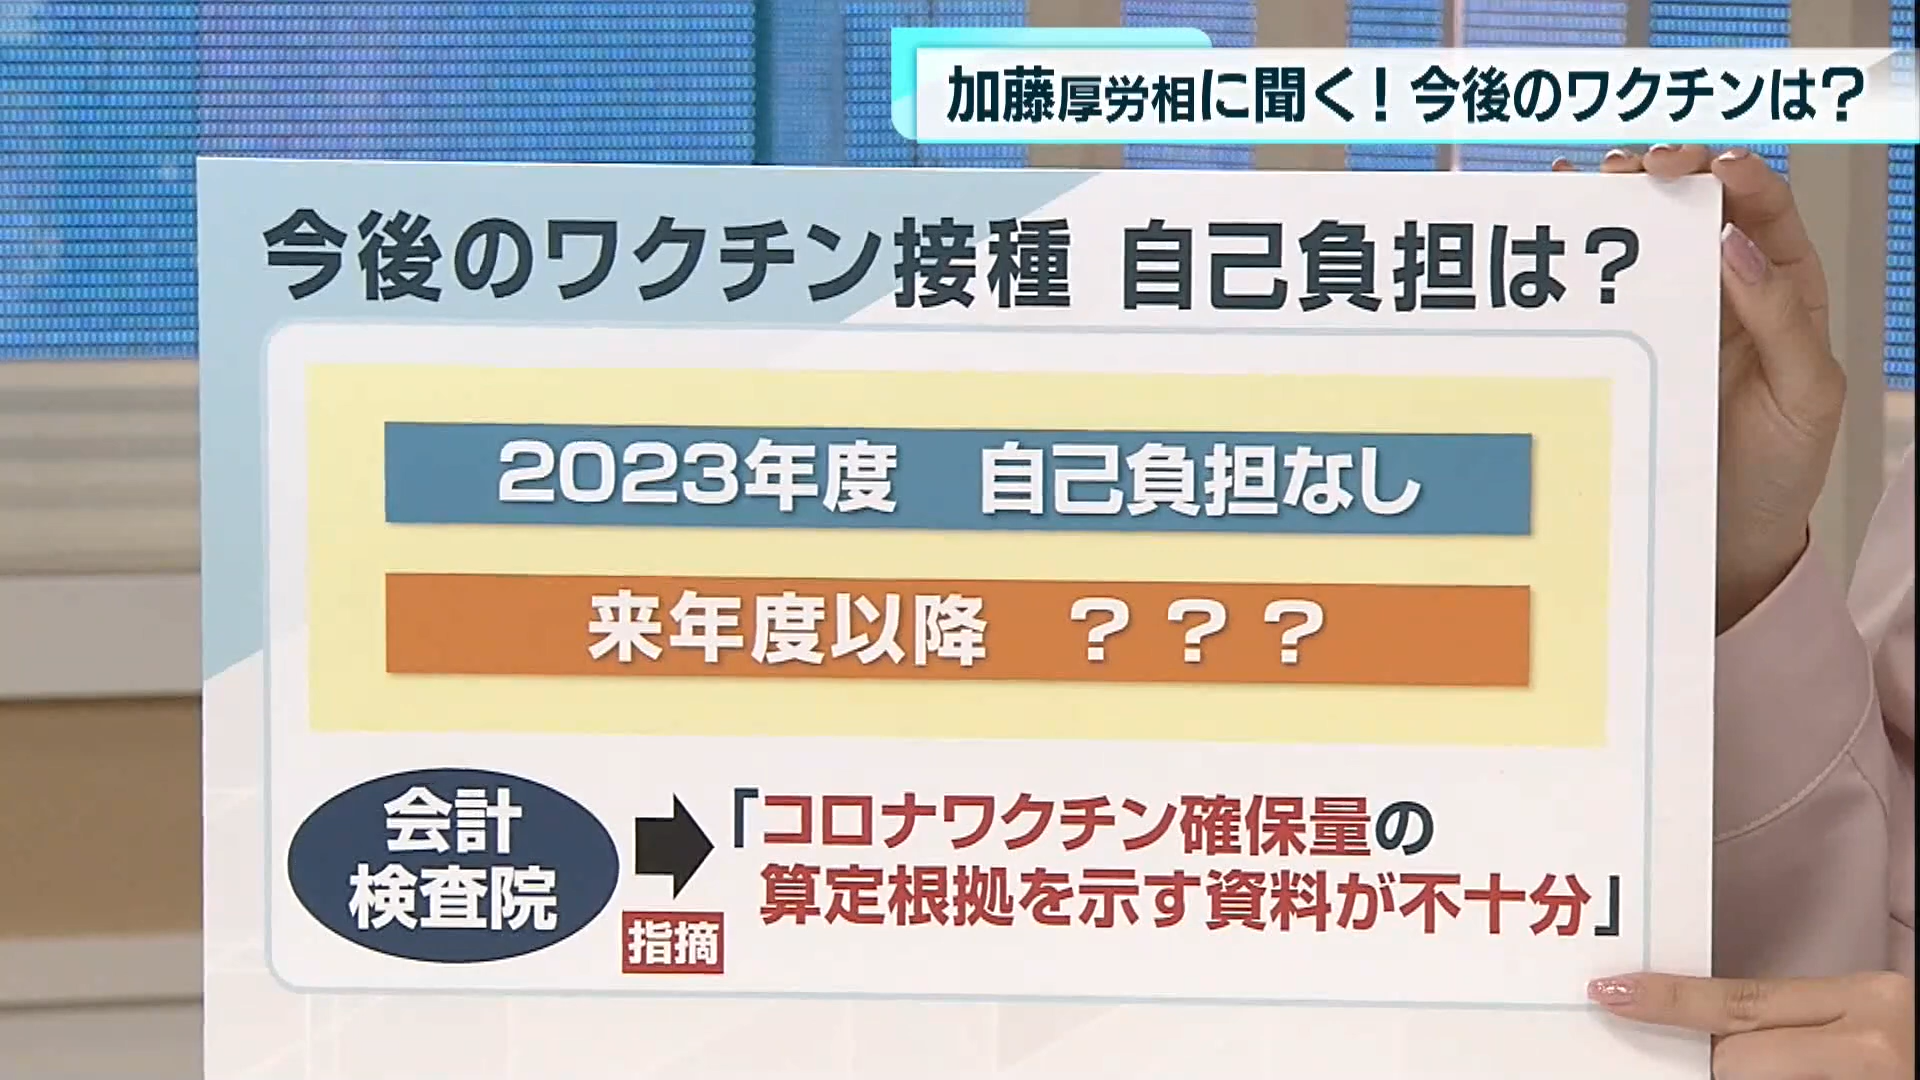 加藤厚労相に聞く！今後のワクチンは？
今後のワクチン接種 自己負担は？
2023年度 自己負担なし
来年度以降 ？？？
会計
検査院
指摘
「コロナワクチン確保量の
算定根拠を示す資料が不十分」